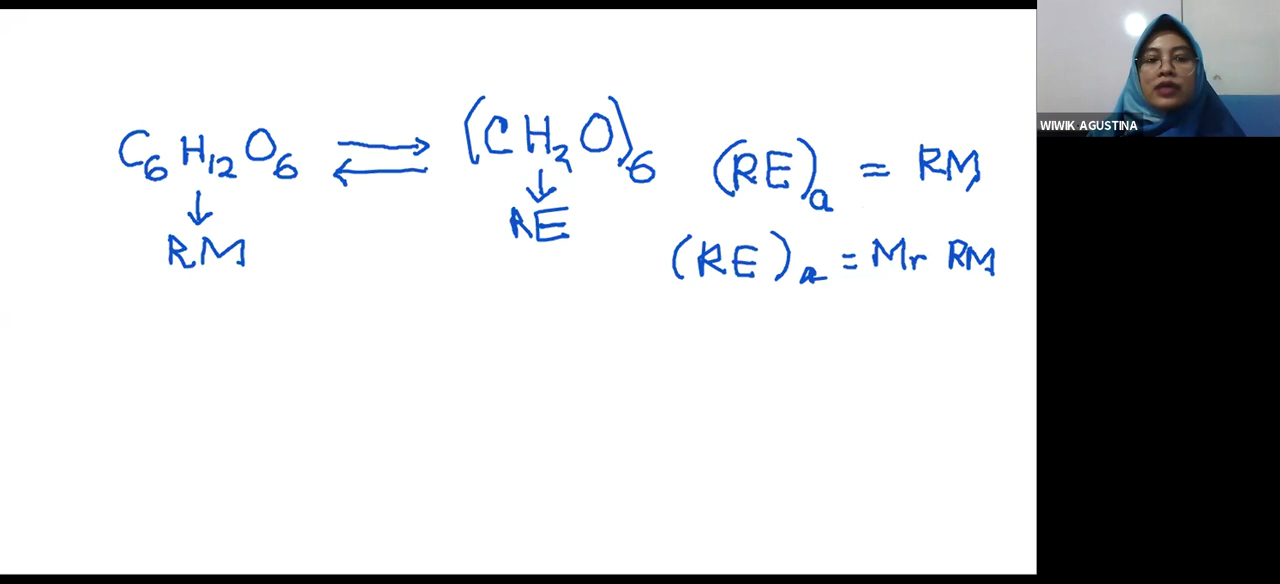 C₆H₁₂O₆ ⇌ (CH₂O)₆
↓ ↓
RM RE
(RE)ₐ = RM
(RE)ₐ = Mr RM
WIWIK AGUSTINA